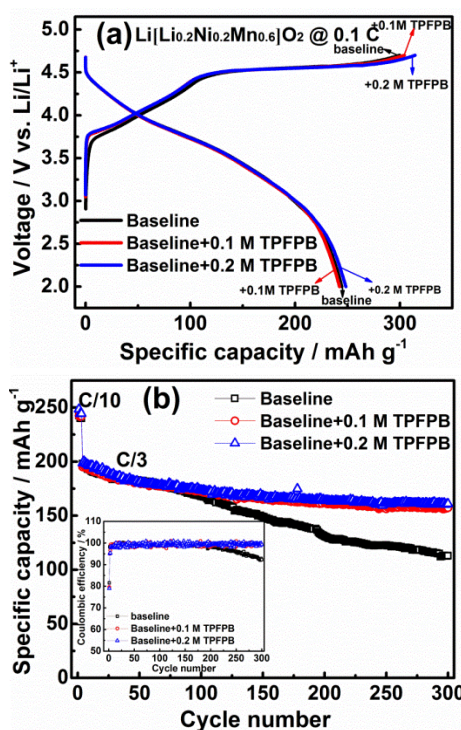 (a) Li[Li0.2Ni0.2Mn0.6]O2 @ 0.1 C
+0.1M TPFPB
baseline
+0.2 M TPFPB
5.0
4.5
4.0
3.5
3.0
2.5
2.0
Voltage / V vs. Li/Li+
Baseline
Baseline+0.1 M TPFPB
Baseline+0.2 M TPFPB
+0.1M TPFPB
+0.2 M TPFPB
baseline
0 100 200 300
Specific capacity / mAh g-1
(b)
C/10
C/3
Baseline
Baseline+0.1 M TPFPB
Baseline+0.2 M TPFPB
250
200
150
100
50
0
Specific capacity / mAh g-1
100
90
80
70
60
50
Coulombic efficiency / %
baseline
Baseline+0.1 M TPFPB
Baseline+0.2 M TPFPB
0 50 100 150 200 250 300
Cycle number
0 50 100 150 200 250 300
Cycle number